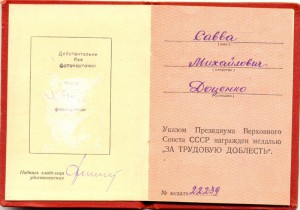 Действительно
без
фотокарточки
Подпись владельца
удостоверения
Савва
(имя)
Михайлович
(отчество)
Доценко
(фамилия)
Указом Президиума Верховного
Совета СССР награжден медалью
„ЗА ТРУДОВУЮ ДОБЛЕСТЬ“.
№ медали 22239